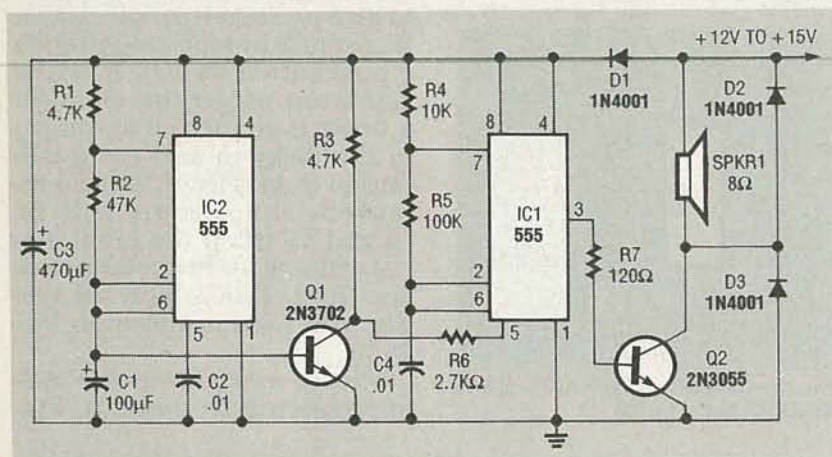 +12V TO +15V
R1
4.7K
8
4
7
R2
47K
IC2
555
2
6
5
1
C3
+
470µF
+
C1
100µF
C2
.01
R3
4.7K
Q1
2N3702
R4
10K
7
R5
100K
2
6
C4
.01
R6
2.7KΩ
8
4
IC1
555
3
5
1
D1
1N4001
R7
120Ω
SPKR1
8Ω
D2
1N4001
D3
1N4001
Q2
2N3055